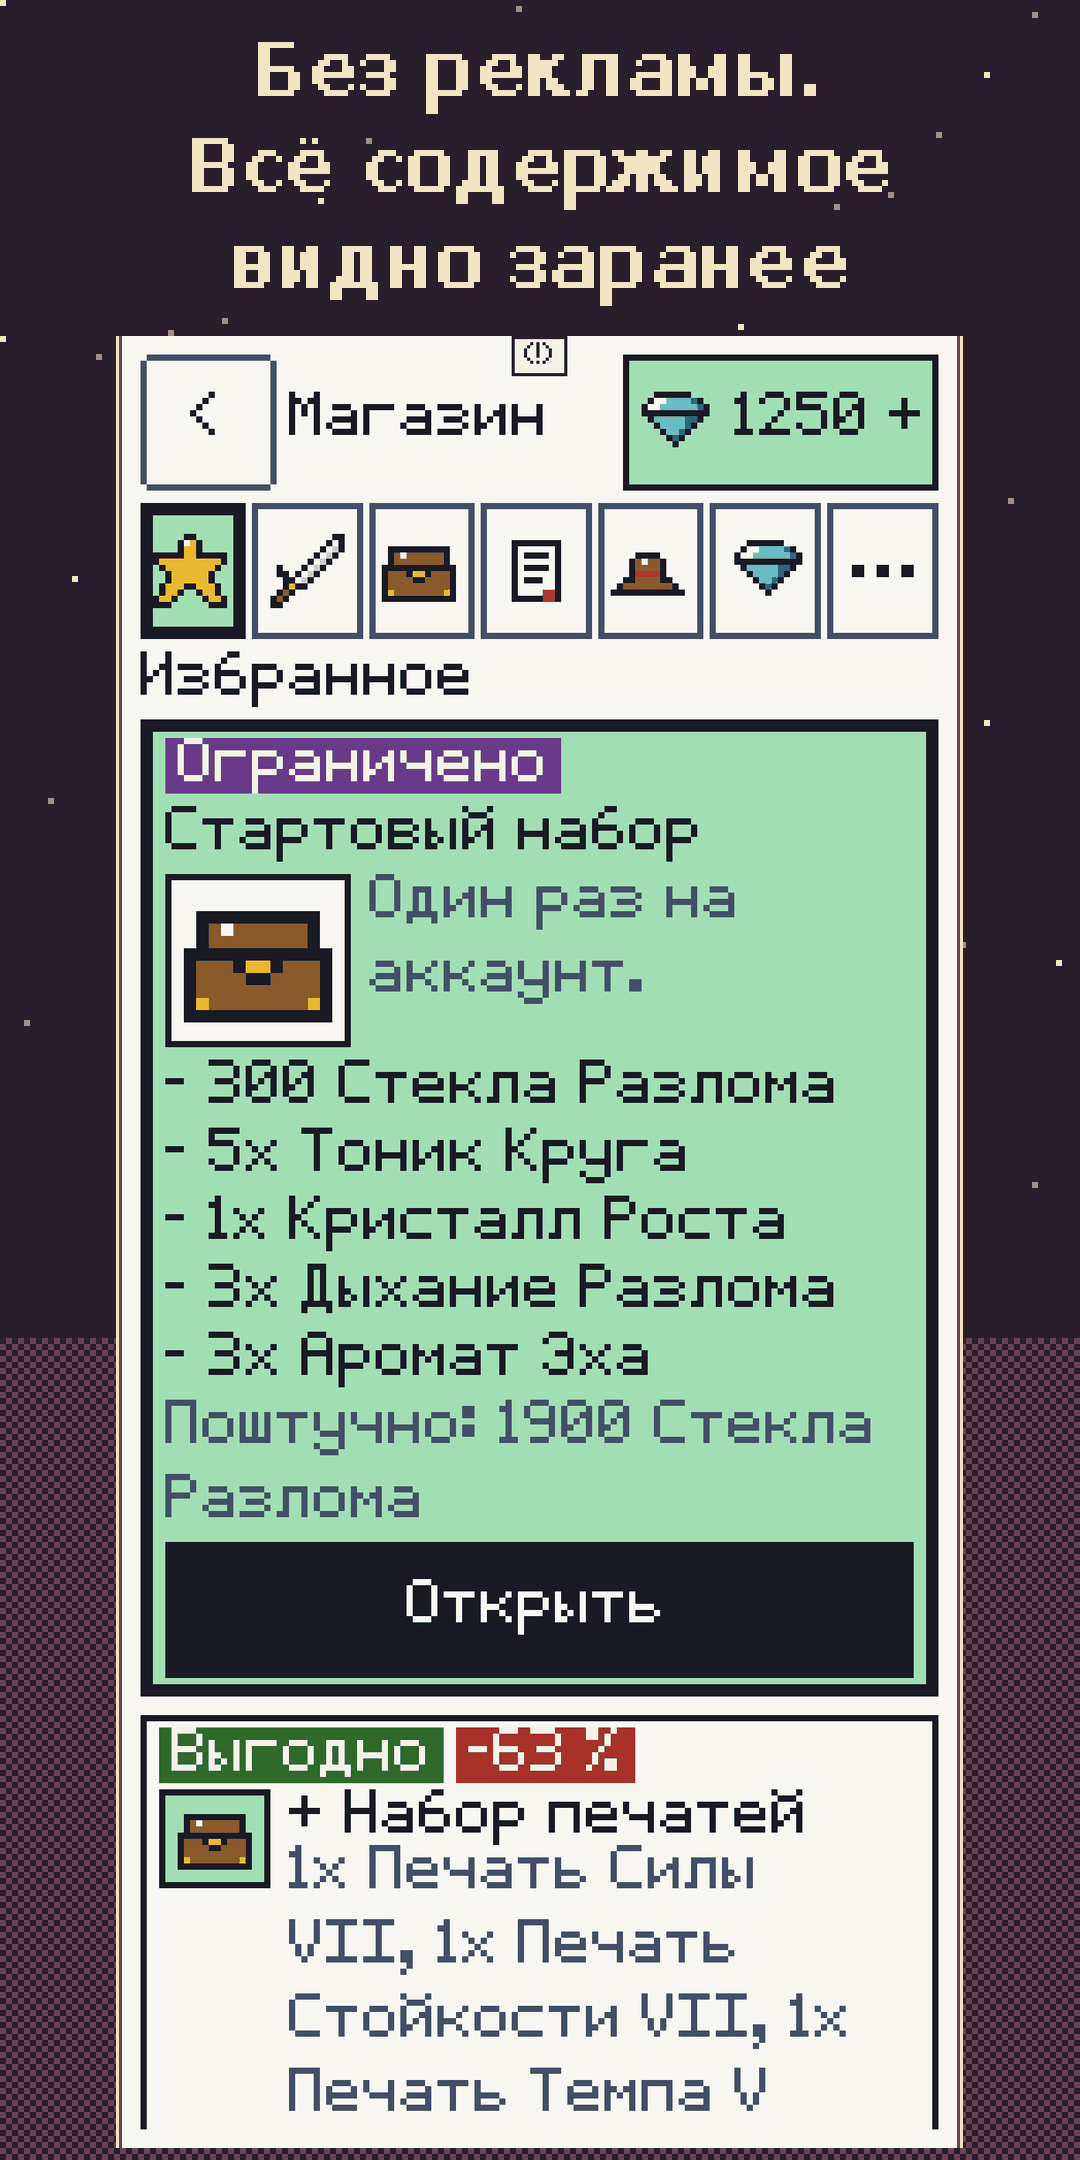 Без рекламы.
Всё содержимое
видно заранее
Магазин
1250 +
Избранное
Ограничено
Стартовый набор
Один раз на
аккаунт.
- 300 Стекла Разлома
- 5x Тоник Круга
- 1x Кристалл Роста
- 3x Дыхание Разлома
- 3x Аромат Эха
Поштучно: 1900 Стекла
Разлома
Открыть
Выгодно -63 %
+ Набор печатей
1x Печать Силы
VII, 1x Печать
Стойкости VII, 1x
Печать Темпа V